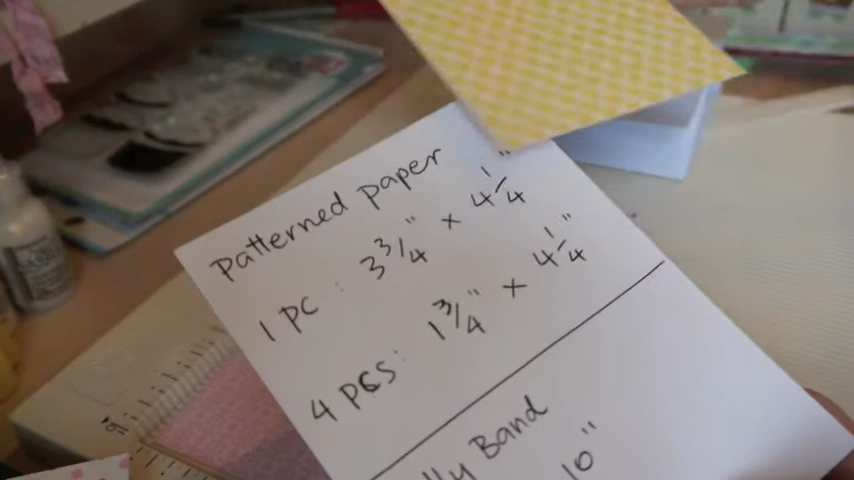 Patterned paper
1 pc : 3 3/4" x 4 1/4"
4 pcs: 1 3/4" x 4 1/4"
Band
10"